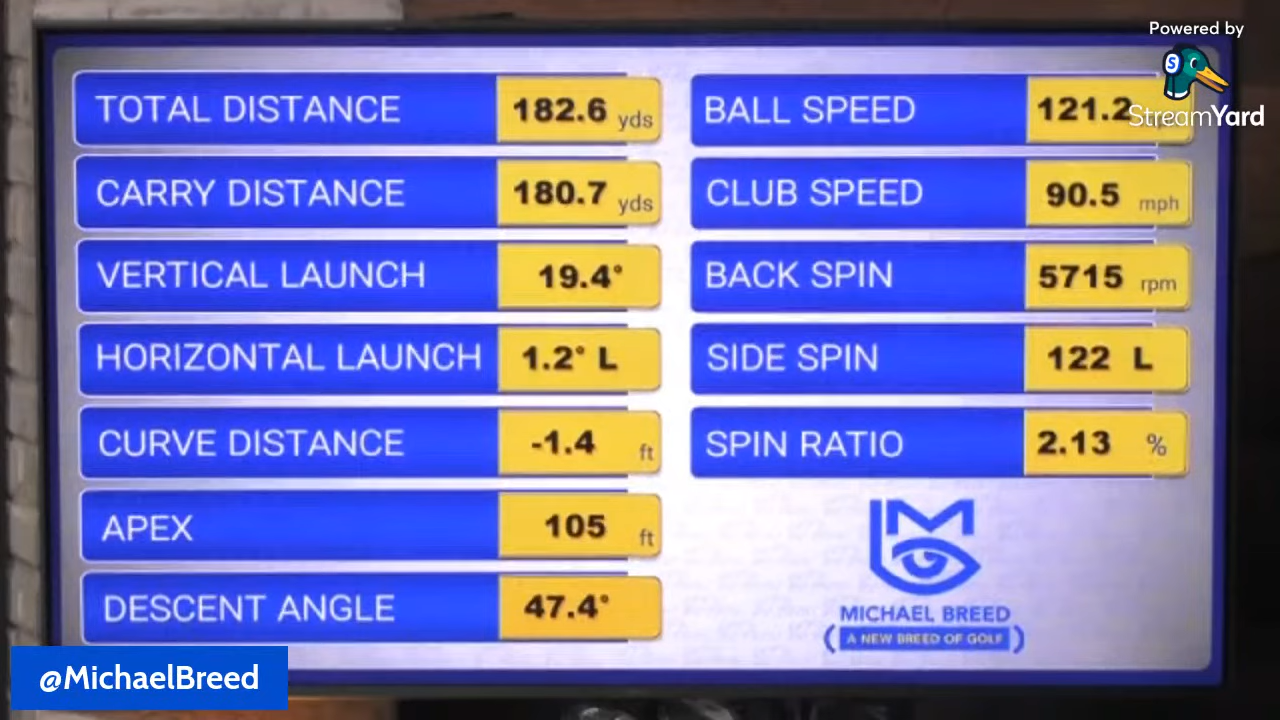 Powered by
StreamYard
TOTAL DISTANCE 182.6 yds
CARRY DISTANCE 180.7 yds
VERTICAL LAUNCH 19.4°
HORIZONTAL LAUNCH 1.2° L
CURVE DISTANCE -1.4 ft
APEX 105 ft
DESCENT ANGLE 47.4°
BALL SPEED 121.2
CLUB SPEED 90.5 mph
BACK SPIN 5715 rpm
SIDE SPIN 122 L
SPIN RATIO 2.13 %
MICHAEL BREED
(A NEW BREED OF GOLF)
@MichaelBreed